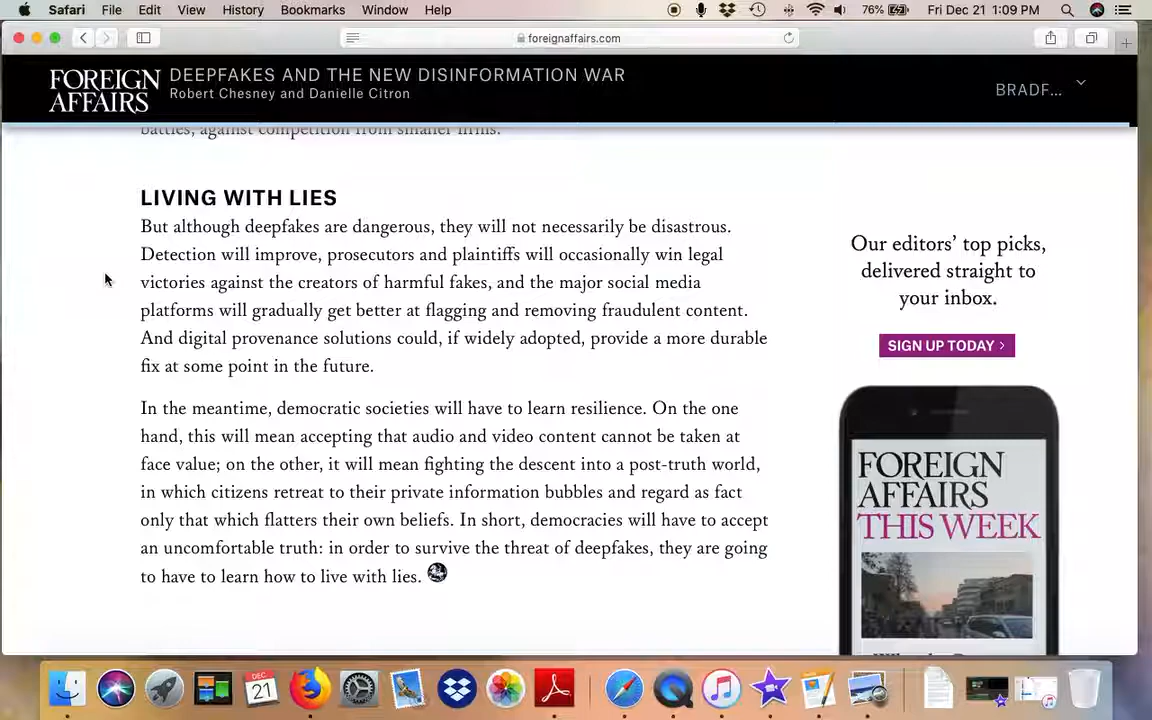 Safari File Edit View History Bookmarks Window Help 76% Fri Dec 21 1:09 PM
foreignaffairs.com
FOREIGN
AFFAIRS
DEEPFAKES AND THE NEW DISINFORMATION WAR
Robert Chesney and Danielle Citron
BRADF...
battles, against competition from smaller firms.
LIVING WITH LIES
But although deepfakes are dangerous, they will not necessarily be disastrous.
Detection will improve, prosecutors and plaintiffs will occasionally win legal
victories against the creators of harmful fakes, and the major social media
platforms will gradually get better at flagging and removing fraudulent content.
And digital provenance solutions could, if widely adopted, provide a more durable
fix at some point in the future.
In the meantime, democratic societies will have to learn resilience. On the one
hand, this will mean accepting that audio and video content cannot be taken at
face value; on the other, it will mean fighting the descent into a post-truth world,
in which citizens retreat to their private information bubbles and regard as fact
only that which flatters their own beliefs. In short, democracies will have to accept
an uncomfortable truth: in order to survive the threat of deepfakes, they are going
to have to learn how to live with lies.
Our editors' top picks,
delivered straight to
your inbox.
SIGN UP TODAY >
FOREIGN
AFFAIRS
THIS WEEK
DEC
21